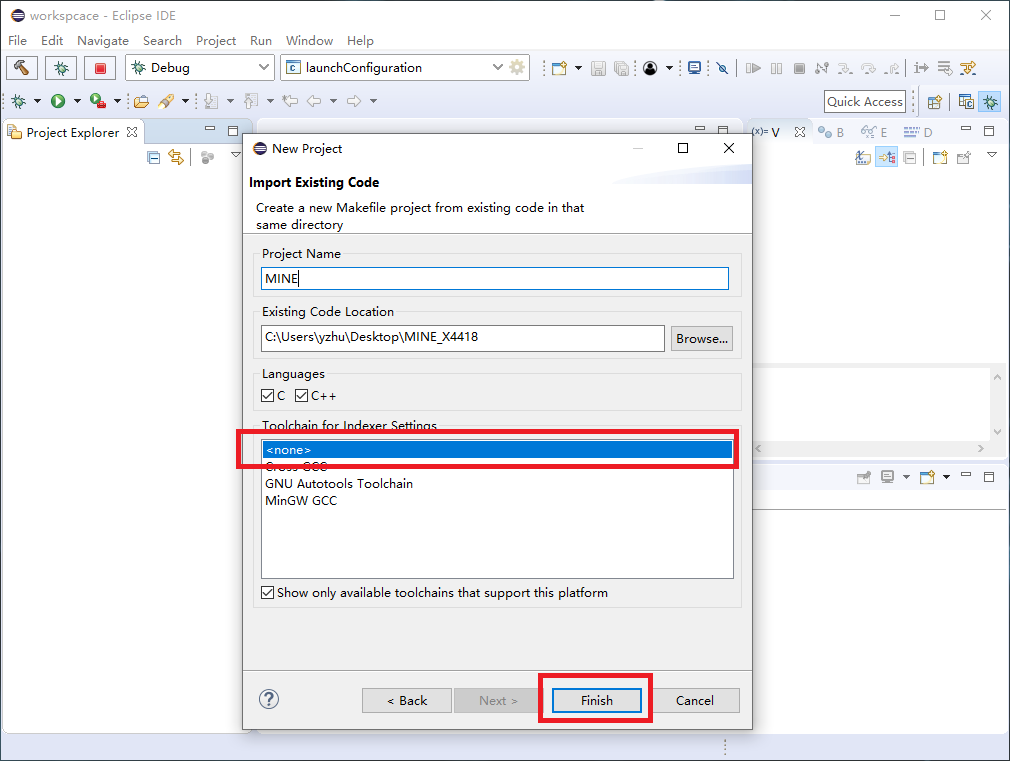 workspcace - Eclipse IDE
File Edit Navigate Search Project Run Window Help
Debug
launchConfiguration
Quick Access
Project Explorer
(x)= V
B
E
D
New Project
Import Existing Code
Create a new Makefile project from existing code in that
same directory
Project Name
MINE
Existing Code Location
C:\Users\yzhu\Desktop\MINE_X4418
Browse...
Languages
C C++
Toolchain for Indexer Settings
<none>
Cross GCC
GNU Autotools Toolchain
MinGW GCC
Show only available toolchains that support this platform
< Back Next > Finish Cancel